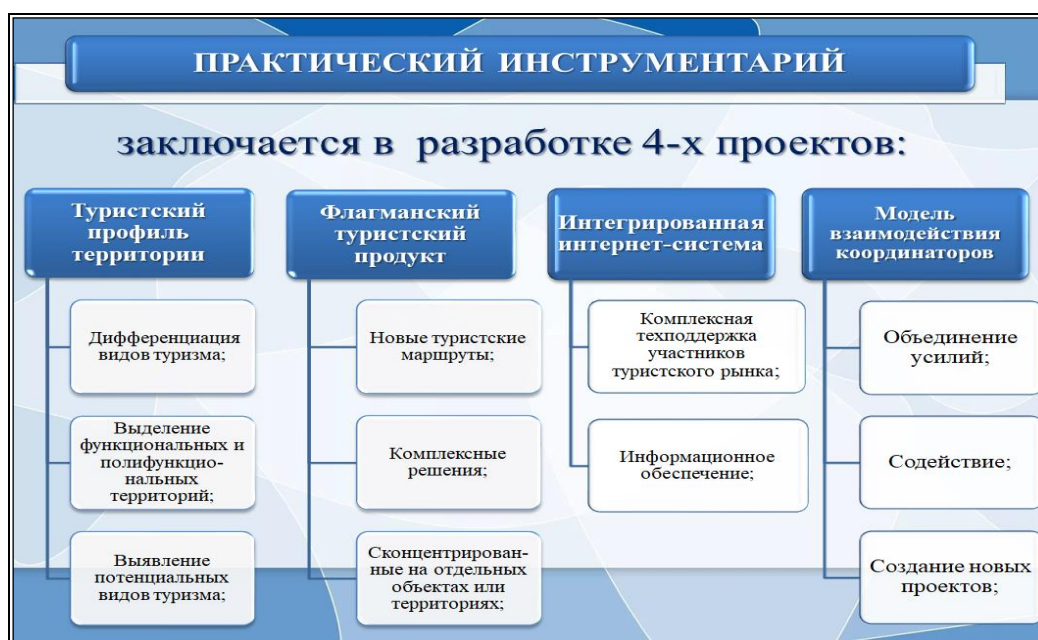 ПРАКТИЧЕСКИЙ ИНСТРУМЕНТАРИЙ
заключается в разработке 4-х проектов:
Туристский
профиль
территории
Дифференциация
видов туризма;
Выделение
функциональных и
полифункцио-
нальных
территорий;
Выявление
потенциальных
видов туризма;
Флагманский
туристский
продукт
Новые туристские
маршруты;
Комплексные
решения;
Сконцентрирован-
ные на отдельных
объектах или
территориях;
Интегрированная
интернет-система
Комплексная
техподдержка
участников
туристского рынка;
Информационное
обеспечение;
Модель
взаимодействия
координаторов
Объединение
усилий;
Содействие;
Создание новых
проектов;